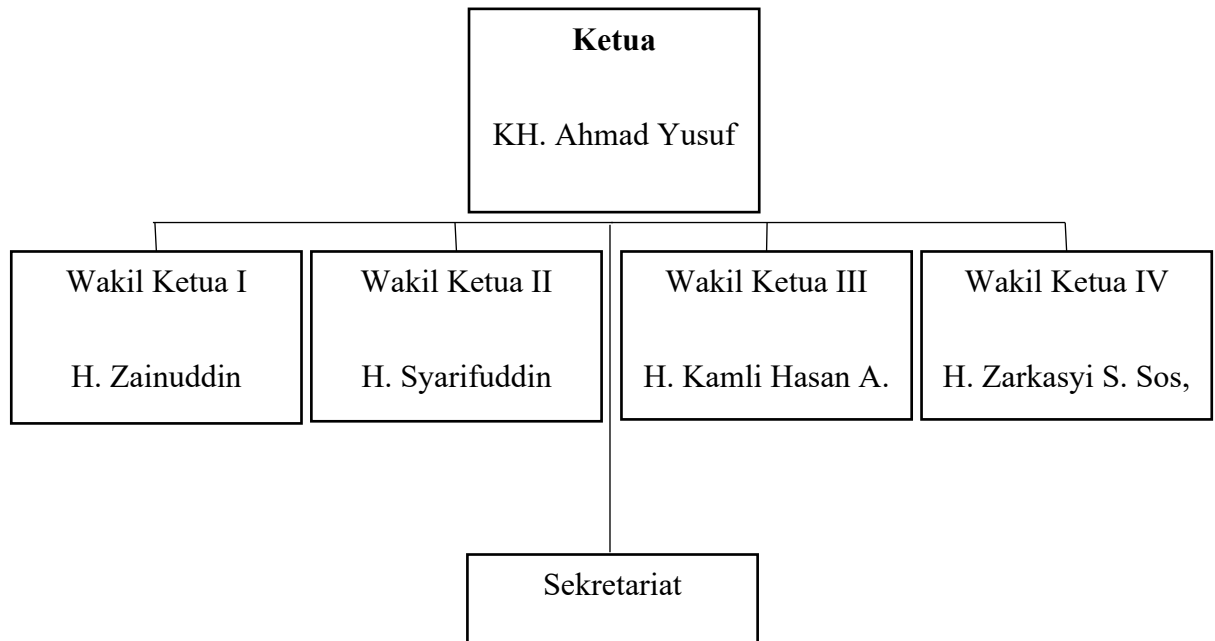 Ketua
KH. Ahmad Yusuf
Wakil Ketua I
H. Zainuddin
Wakil Ketua II
H. Syarifuddin
Wakil Ketua III
H. Kamli Hasan A.
Wakil Ketua IV
H. Zarkasyi S. Sos,
Sekretariat